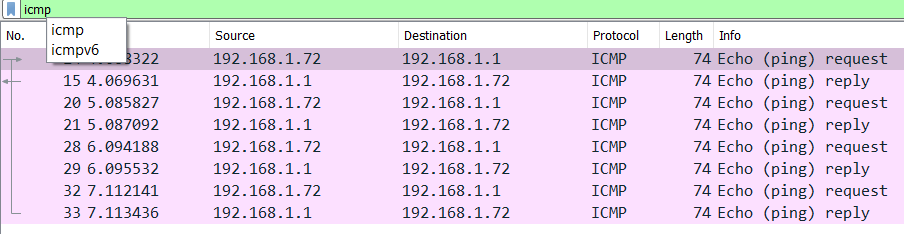 icmp
icmp
icmpv6
No. Source Destination Protocol Length Info
192.168.1.72 192.168.1.1 ICMP 74 Echo (ping) request
15 4.069631 192.168.1.1 192.168.1.72 ICMP 74 Echo (ping) reply
20 5.085827 192.168.1.72 192.168.1.1 ICMP 74 Echo (ping) request
21 5.087092 192.168.1.1 192.168.1.72 ICMP 74 Echo (ping) reply
28 6.094188 192.168.1.72 192.168.1.1 ICMP 74 Echo (ping) request
29 6.095532 192.168.1.1 192.168.1.72 ICMP 74 Echo (ping) reply
32 7.112141 192.168.1.72 192.168.1.1 ICMP 74 Echo (ping) request
33 7.113436 192.168.1.1 192.168.1.72 ICMP 74 Echo (ping) reply